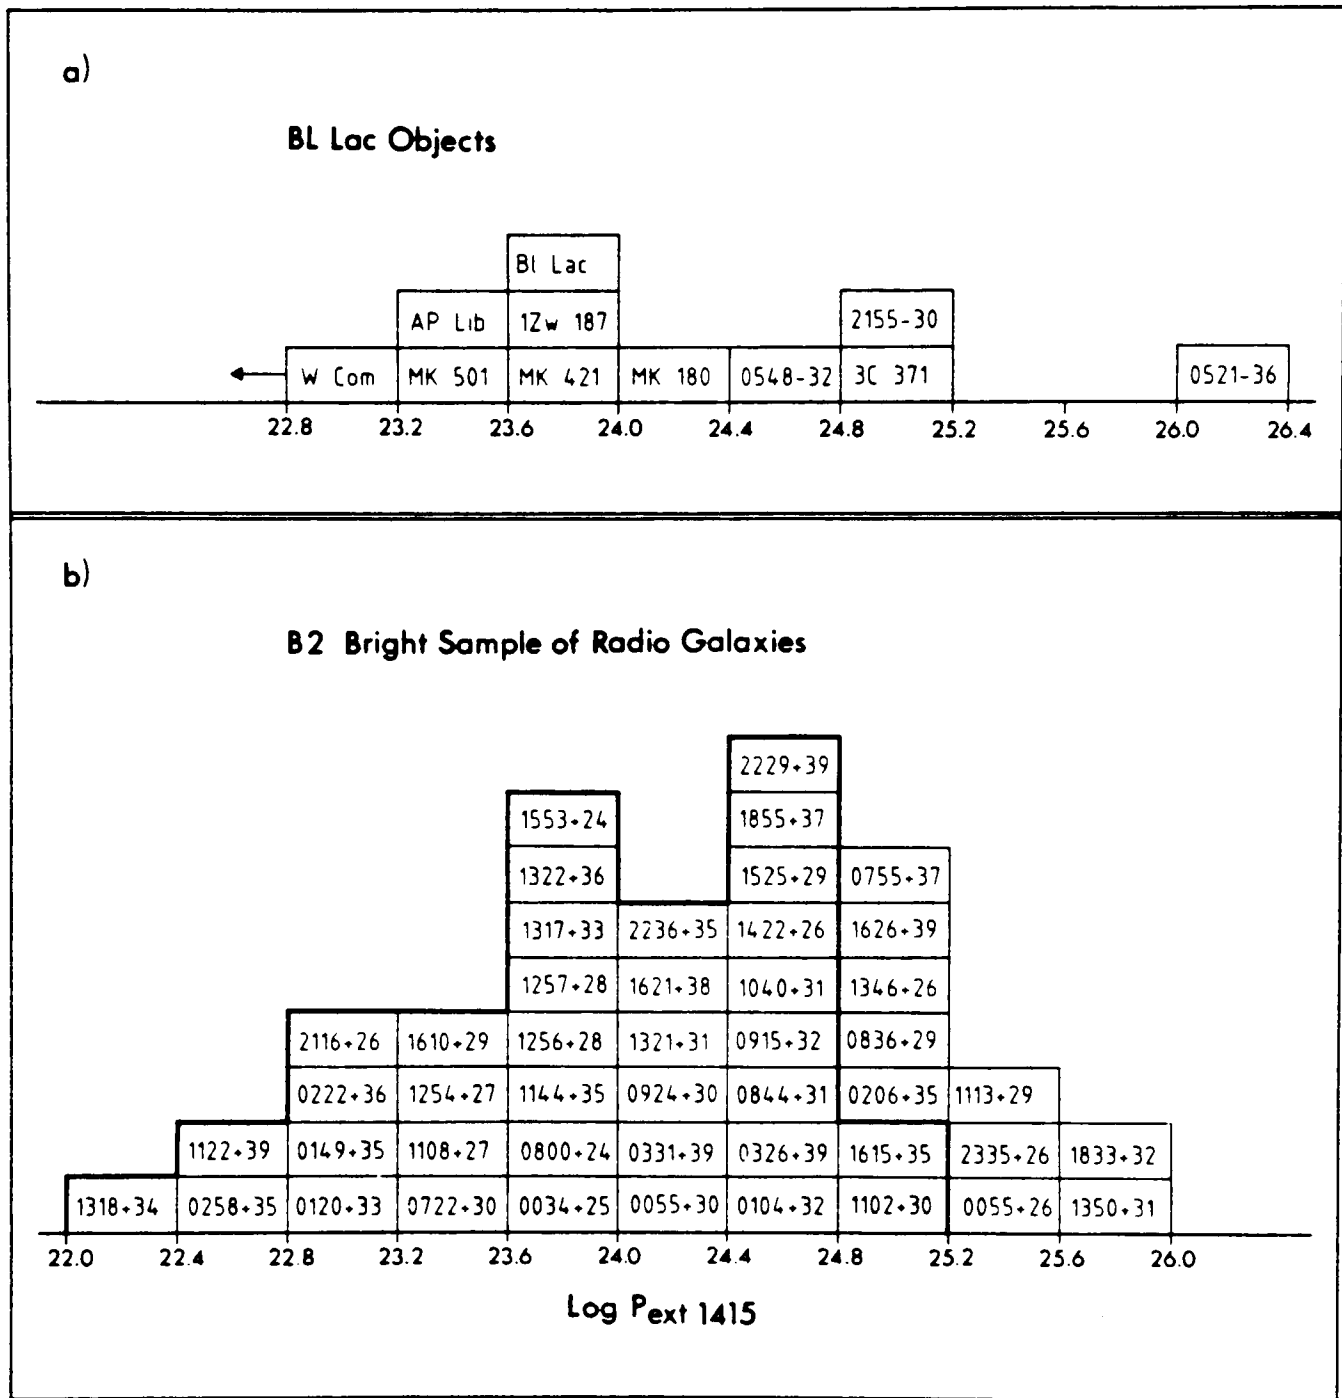 a)
BL Lac Objects
Bl Lac
AP Lib 1Zw 187 2155-30
W Com MK 501 MK 421 MK 180 0548-32 3C 371 0521-36
22.8 23.2 23.6 24.0 24.4 24.8 25.2 25.6 26.0 26.4
b)
B2 Bright Sample of Radio Galaxies
2229+39
1553+24 1855+37
1322+36 1525+29 0755+37
1317+33 2236+35 1422+26 1626+39
1257+28 1621+38 1040+31 1346+26
2116+26 1610+29 1256+28 1321+31 0915+32 0836+29
0222+36 1254+27 1144+35 0924+30 0844+31 0206+35 1113+29
1122+39 0149+35 1108+27 0800+24 0331+39 0326+39 1615+35 2335+26 1833+32
1318+34 0258+35 0120+33 0722+30 0034+25 0055+30 0104+32 1102+30 0055+26 1350+31
22.0 22.4 22.8 23.2 23.6 24.0 24.4 24.8 25.2 25.6 26.0
Log Pext 1415